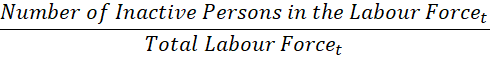 Number of Inactive Persons in the Labour Force_t
Total Labour Force_t